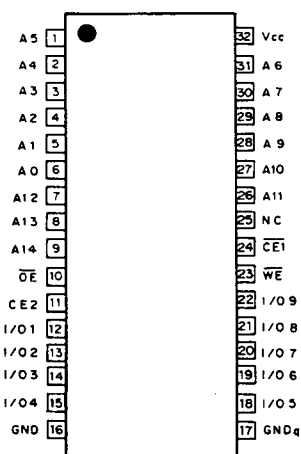 A5 1 32 Vcc
A4 2 31 A6
A3 3 30 A7
A2 4 29 A8
A1 5 28 A9
A0 6 27 A10
A12 7 26 A11
A13 8 25 NC
A14 9 24 CE1
OE 10 23 WE
CE2 11 22 I/O9
I/O1 12 21 I/O8
I/O2 13 20 I/O7
I/O3 14 19 I/O6
I/O4 15 18 I/O5
GND 16 17 GNDq